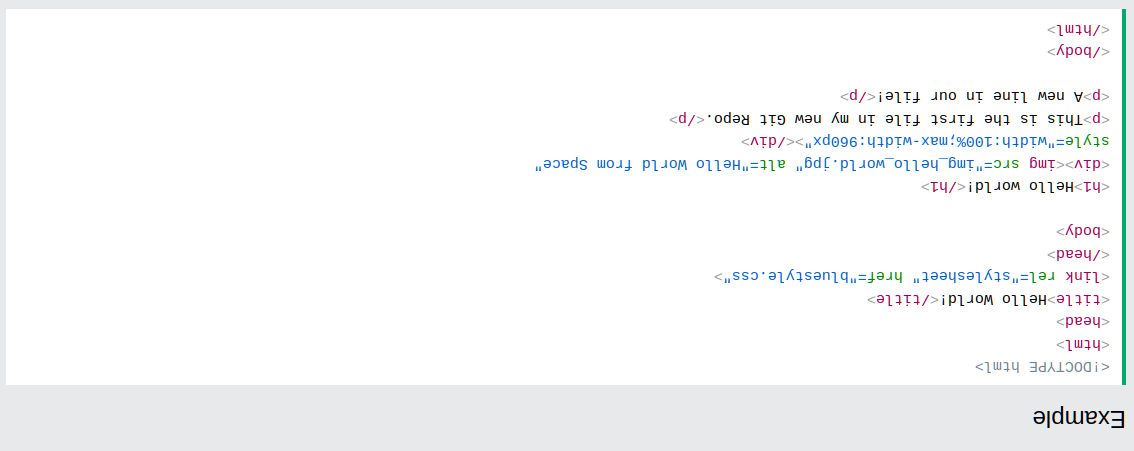 Example
<!DOCTYPE html>
<html>
<head>
<title>Hello World!</title>
<link rel="stylesheet" href="bluestyle.css">
</head>
<body>
<h1>Hello world!</h1>
<div><img src="img_hello_world.jpg" alt="Hello World from Space"
style="width:100%;max-width:960px"></div>
<p>This is the first file in my new Git Repo.</p>
<p>A new line in our file!</p>
</body>
</html>